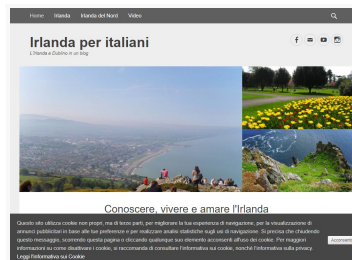 Home Irlanda Irlanda del Nord Video
Irlanda per italiani
L'Irlanda e Dublino in un blog
Conoscere, vivere e amare l'Irlanda
Questo sito utilizza cookie non propri, ma di terze parti, per migliorare la tua esperienza di navigazione, per la visualizzazione di
annunci pubblicitari in base alle tue preferenze e per realizzare analisi statistiche sugli usi di navigazione. Si precisa che chiudendo
questo messaggio, scorrendo questa pagina o cliccando qualunque suo elemento acconsenti all'uso dei cookie. Per maggiori
informazioni su come disattivare i cookie, si raccomanda di consultare l'informativa sui cookie, nonché l'informativa sulla privacy.
Leggi l'informativa sui Cookie
Acconsento